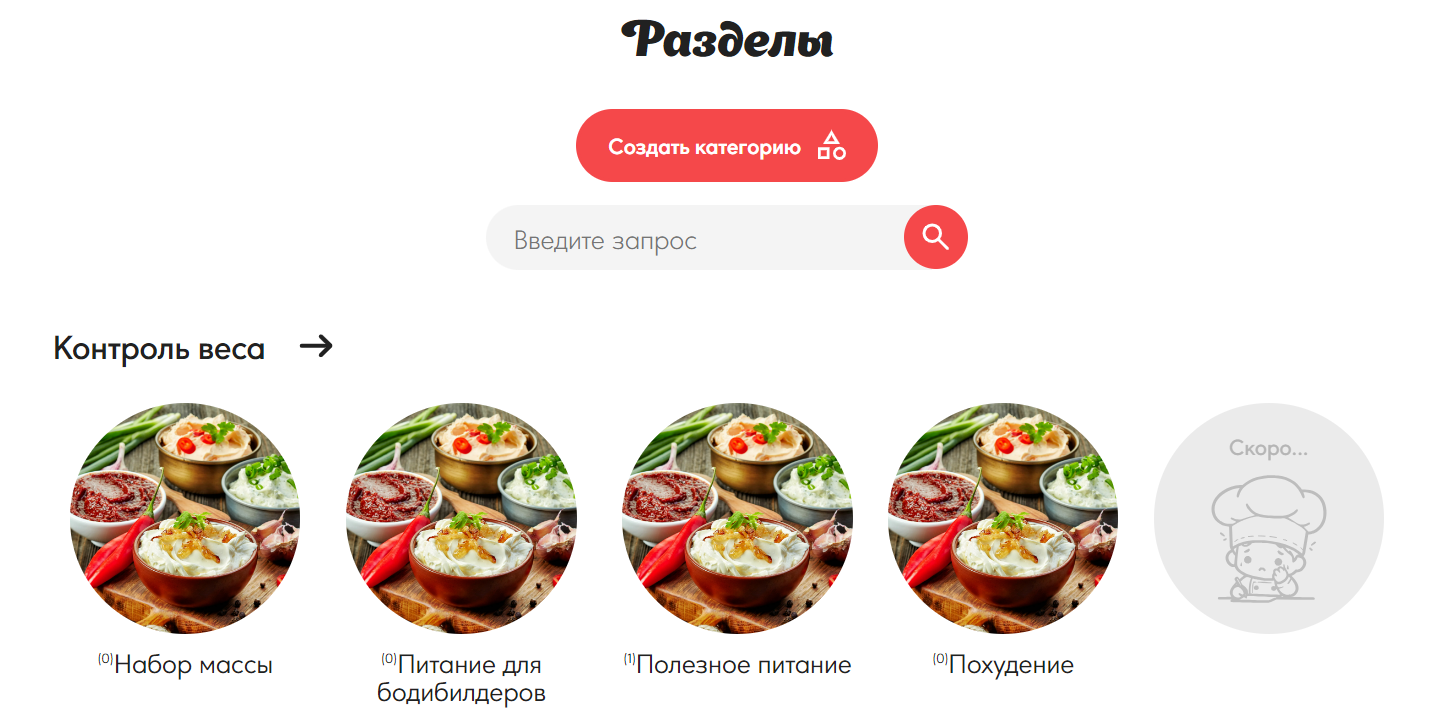 Разделы
Создать категорию
Введите запрос
Контроль веса
Скоро...
(0)Набор массы
(0)Питание для
бодибилдеров
(1)Полезное питание
(0)Похудение